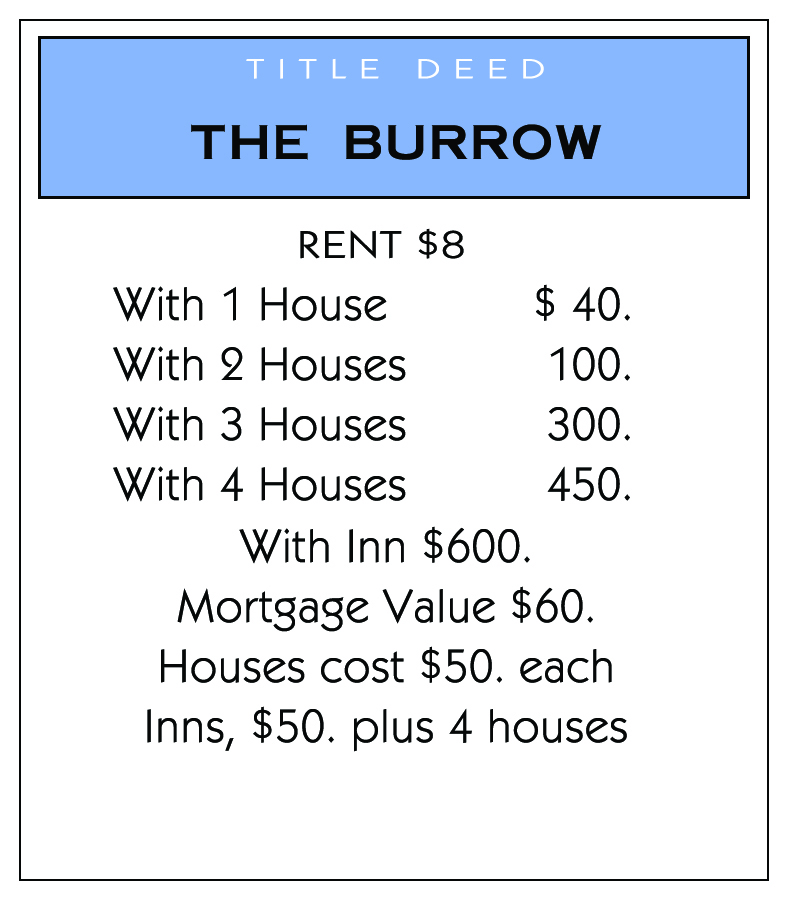 TITLE DEED
THE BURROW
RENT $8
With 1 House $ 40.
With 2 Houses 100.
With 3 Houses 300.
With 4 Houses 450.
With Inn $600.
Mortgage Value $60.
Houses cost $50. each
Inns, $50. plus 4 houses